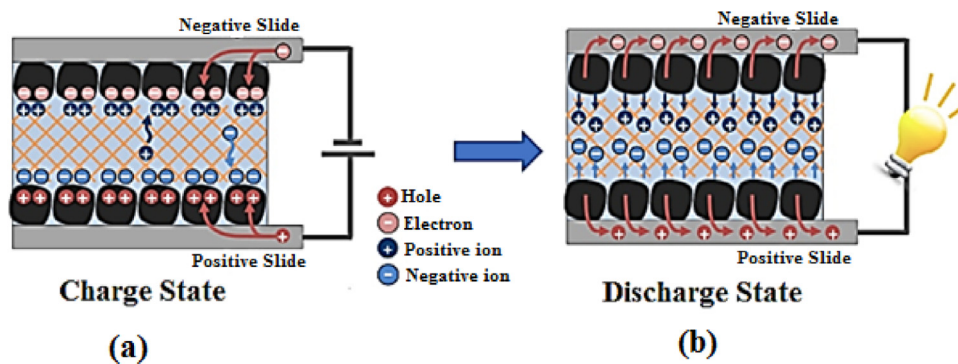 Negative Slide
Negative Slide
Hole
Electron
Positive ion
Negative ion
Positive Slide
Positive Slide
Charge State
Discharge State
(a)
(b)